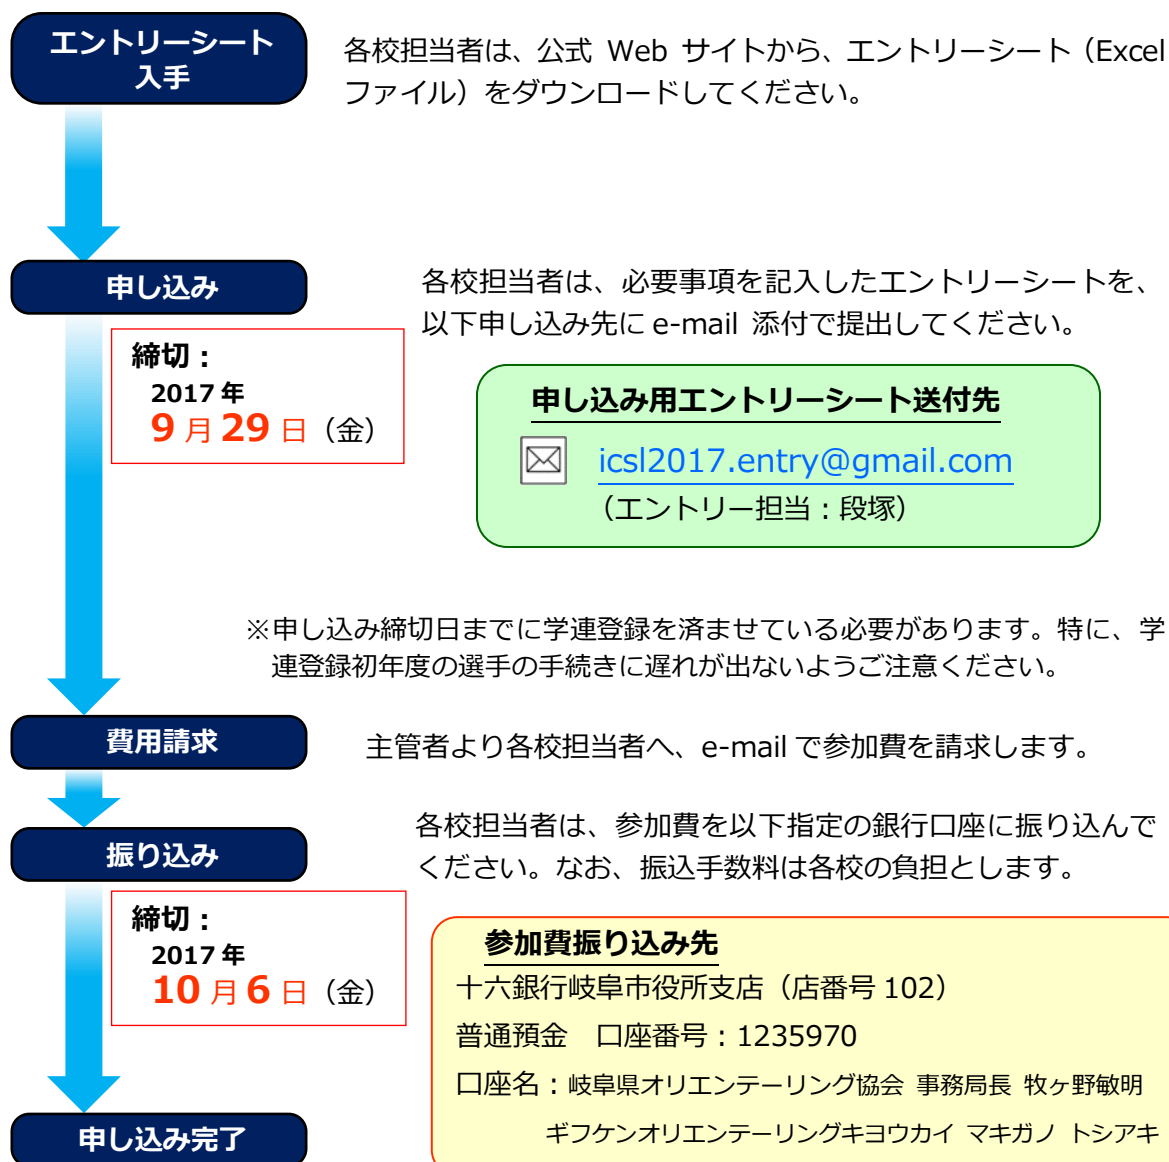 エントリーシート
入手
各校担当者は、公式 Web サイトから、エントリーシート（Excel
ファイル）をダウンロードしてください。
申し込み
各校担当者は、必要事項を記入したエントリーシートを、
以下申し込み先に e-mail 添付で提出してください。
締切：
2017 年
9 月 29 日（金）
申し込み用エントリーシート送付先
icsl2017.entry@gmail.com
（エントリー担当：段塚）
※申し込み締切日までに学連登録を済ませている必要があります。特に、学
連登録初年度の選手の手続きに遅れが出ないようご注意ください。
費用請求
主管者より各校担当者へ、e-mail で参加費を請求します。
振り込み
各校担当者は、参加費を以下指定の銀行口座に振り込んで
ください。なお、振込手数料は各校の負担とします。
締切：
2017 年
10 月 6 日（金）
参加費振り込み先
十六銀行岐阜市役所支店（店番号 102）
普通預金　口座番号：1235970
口座名：岐阜県オリエンテーリング協会 事務局長 牧ヶ野敏明
ギフケンオリエンテーリングキヨウカイ マキガノ トシアキ
申し込み完了